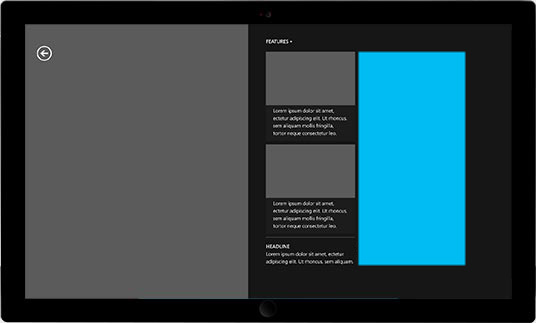 FEATURES
Lorem ipsum dolor sit amet,
ectetur adipiscing elit. Ut rhoncus,
sem aliquam mollis fringilla,
tortor neque consectetur leo.
Lorem ipsum dolor sit amet,
ectetur adipiscing elit. Ut rhoncus,
sem aliquam mollis fringilla,
tortor neque consectetur leo.
HEADLINE
Lorem ipsum dolor sit amet, ectetur
adipiscing elit. Ut rhoncus, sem aliquam.